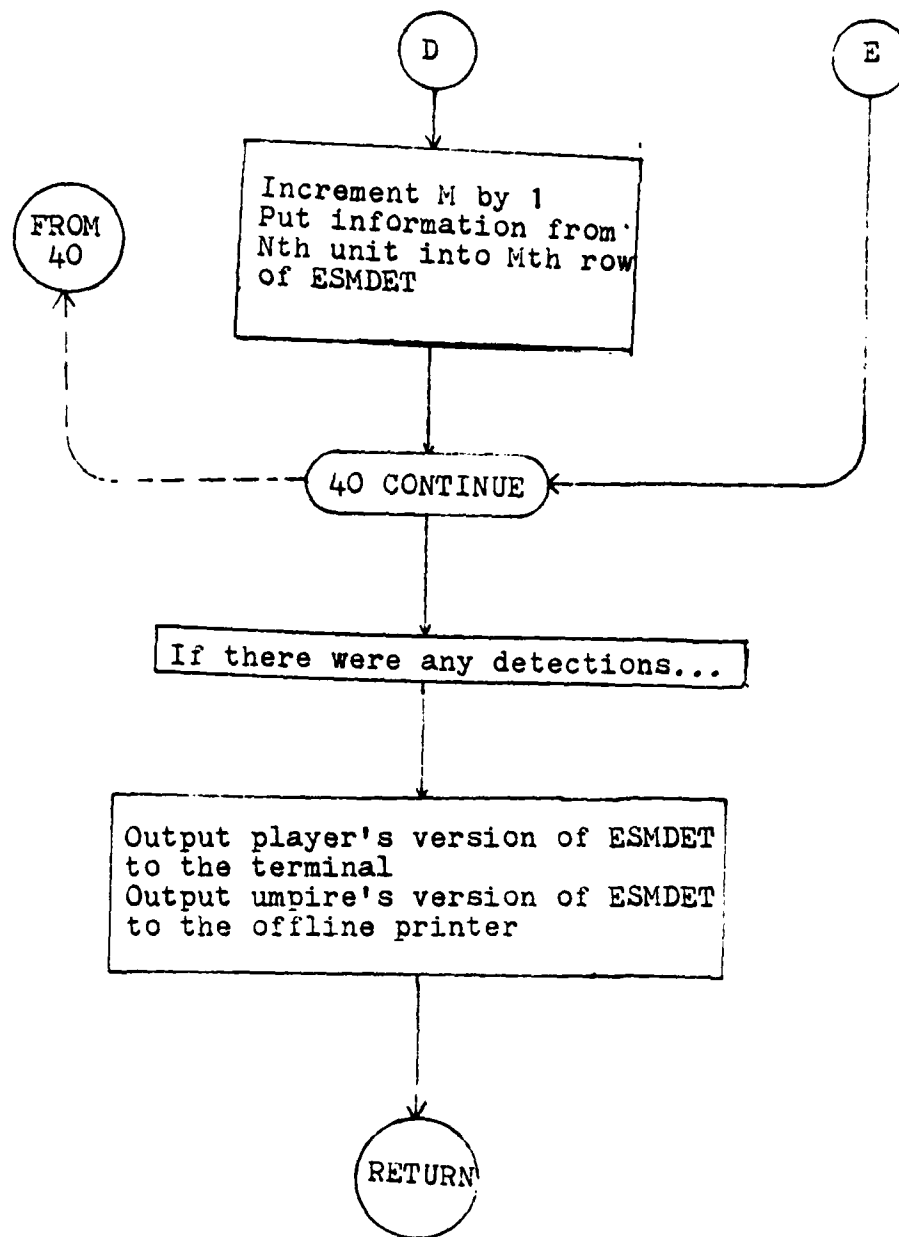 D
E
Increment M by 1
Put information from
Nth unit into Mth row
of ESMDET
FROM
40
40 CONTINUE
If there were any detections...
Output player's version of ESMDET
to the terminal
Output umpire's version of ESMDET
to the offline printer
RETURN